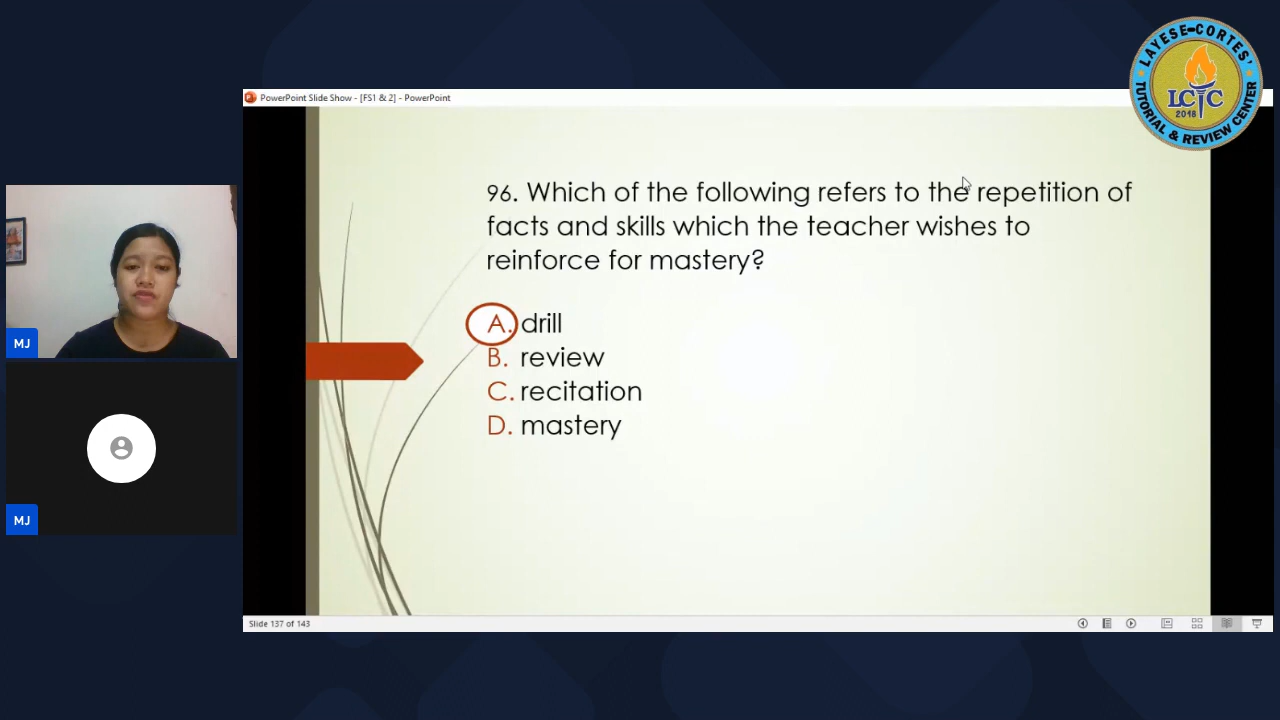 LAYESE-CORTES'
LCTC
2018
TUTORIAL & REVIEW CENTER
PowerPoint Slide Show - [FS1 & 2] - PowerPoint
96. Which of the following refers to the repetition of
facts and skills which the teacher wishes to
reinforce for mastery?
A. drill
B. review
C. recitation
D. mastery
MJ
MJ
Slide 137 of 143